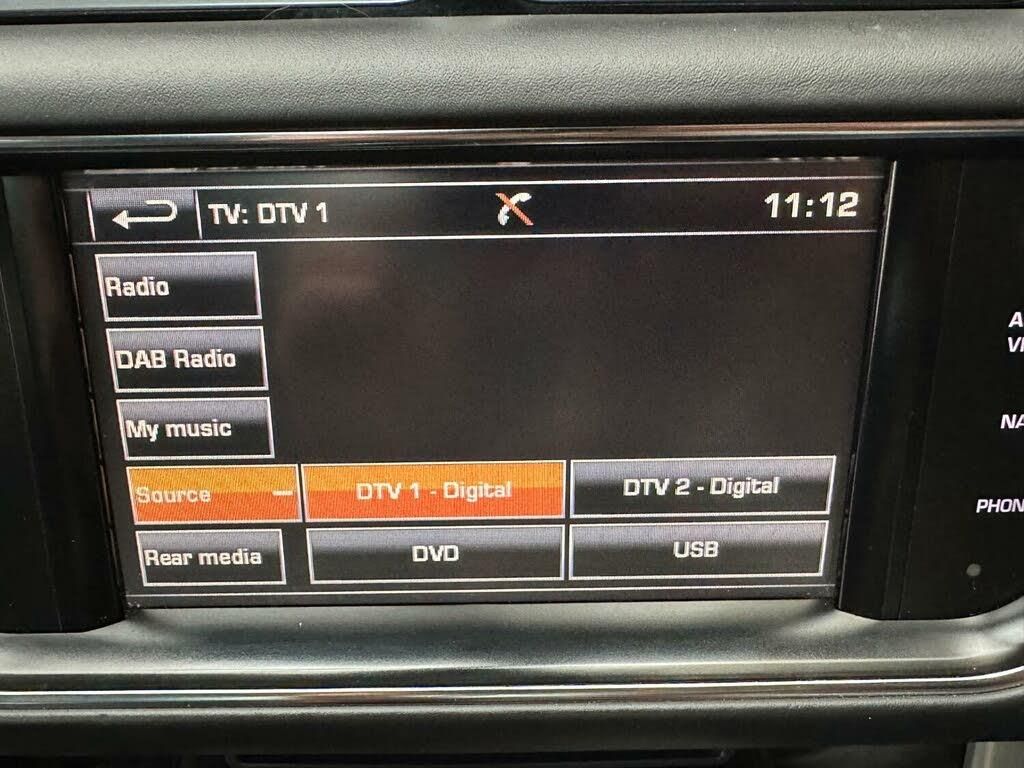 TV: DTV 1
11:12
Radio
DAB Radio
My music
Source
DTV 1 - Digital
DTV 2 - Digital
Rear media
DVD
USB